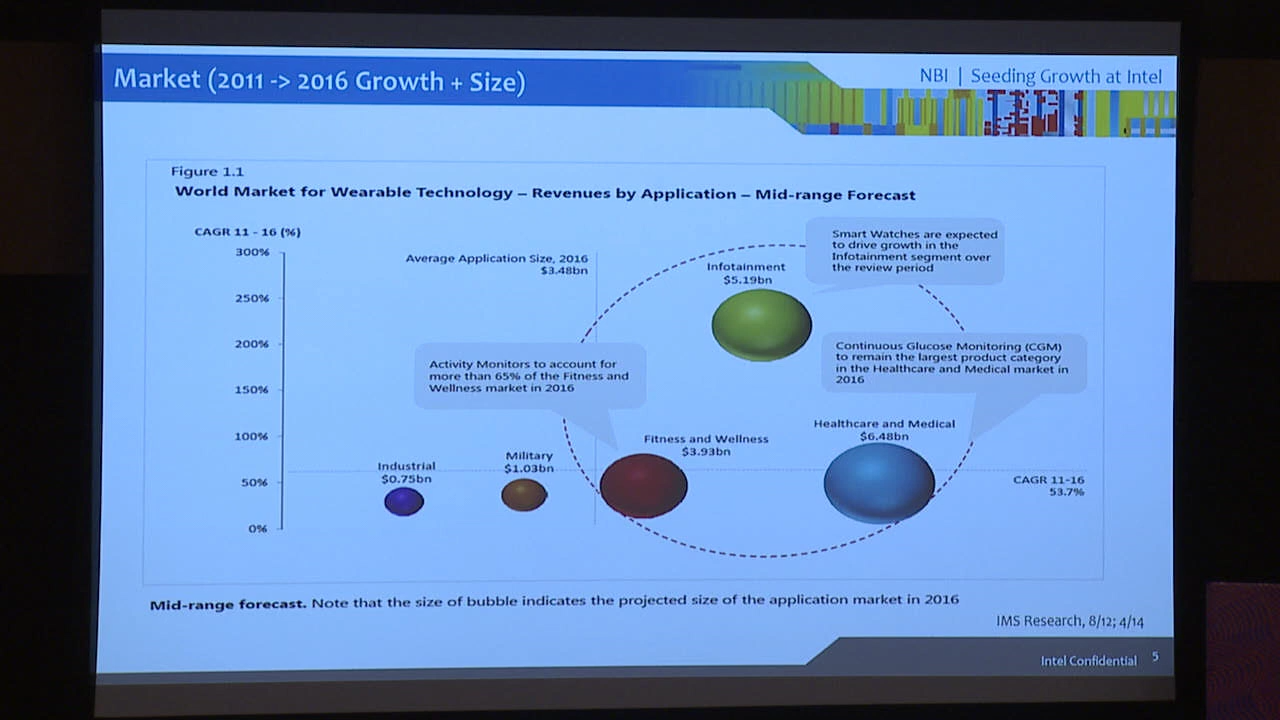 Market (2011 -> 2016 Growth + Size)
NBI | Seeding Growth at Intel
Figure 1.1
World Market for Wearable Technology – Revenues by Application – Mid-range Forecast
CAGR 11 - 16 (%)
300%
250%
200%
150%
100%
50%
0%
Average Application Size, 2016
$3.48bn
Infotainment
$5.19bn
Smart Watches are expected
to drive growth in the
Infotainment segment over
the review period
Activity Monitors to account for
more than 65% of the Fitness and
Wellness market in 2016
Continuous Glucose Monitoring (CGM)
to remain the largest product category
in the Healthcare and Medical market in
2016
Industrial
$0.75bn
Military
$1.03bn
Fitness and Wellness
$3.93bn
Healthcare and Medical
$6.48bn
CAGR 11-16
53.7%
Mid-range forecast. Note that the size of bubble indicates the projected size of the application market in 2016
IMS Research, 8/12; 4/14
Intel Confidential 5